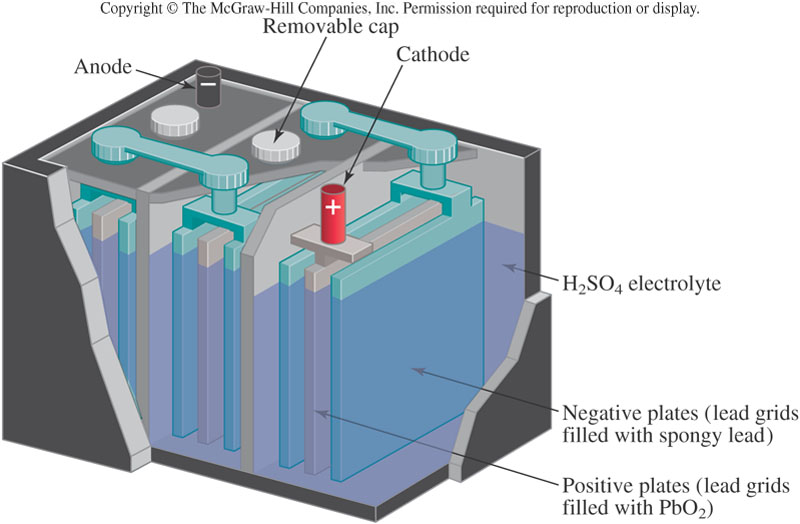 Copyright © The McGraw-Hill Companies, Inc. Permission required for reproduction or display.
Removable cap
Cathode
Anode
−
+
H₂SO₄ electrolyte
Negative plates (lead grids
filled with spongy lead)
Positive plates (lead grids
filled with PbO₂)